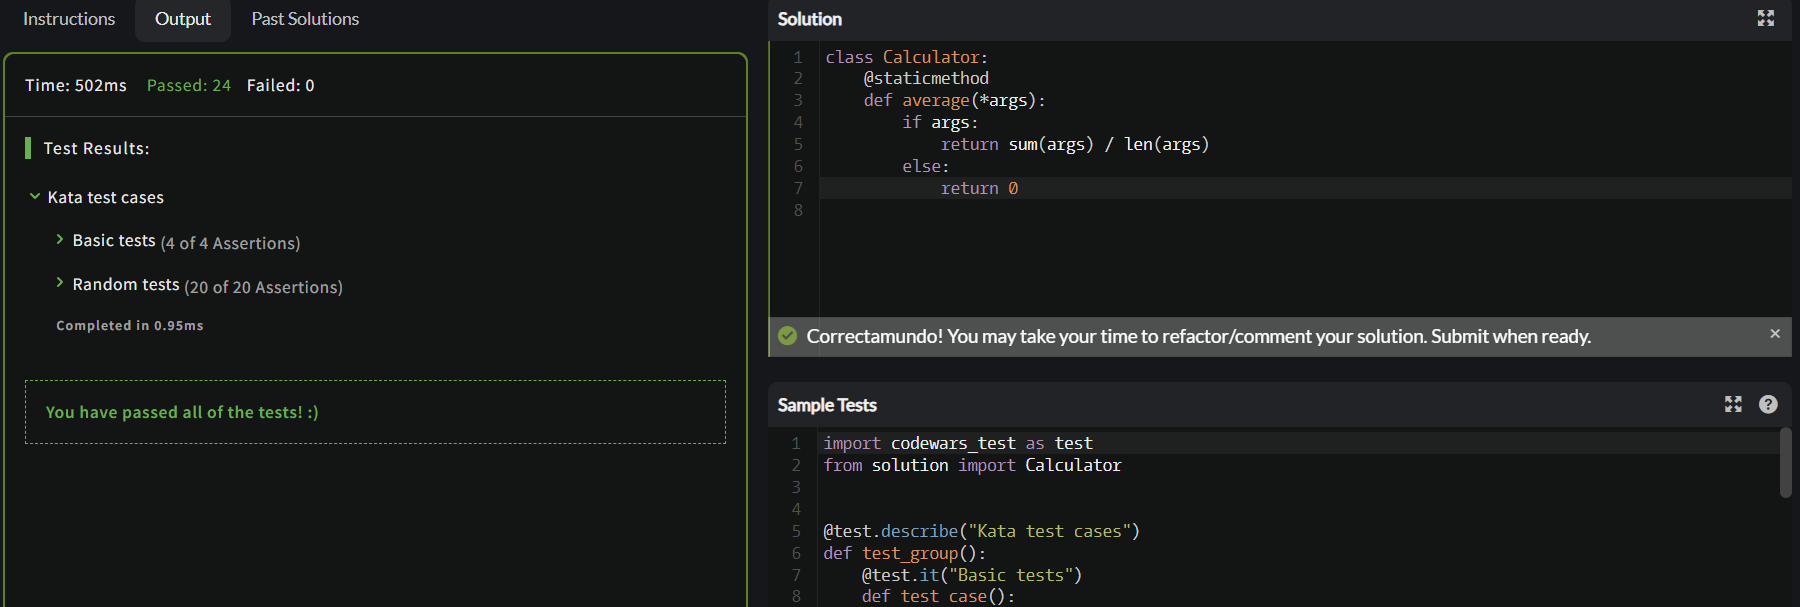 Instructions Output Past Solutions
Time: 502ms Passed: 24 Failed: 0
Test Results:
Kata test cases
Basic tests (4 of 4 Assertions)
Random tests (20 of 20 Assertions)
Completed in 0.95ms
You have passed all of the tests! :)
Solution
1 class Calculator:
2     @staticmethod
3     def average(*args):
4         if args:
5             return sum(args) / len(args)
6         else:
7             return 0
8
Correctamundo! You may take your time to refactor/comment your solution. Submit when ready. ×
Sample Tests ?
1 import codewars_test as test
2 from solution import Calculator
3
4
5 @test.describe("Kata test cases")
6 def test_group():
7     @test.it("Basic tests")
8     def test_case():